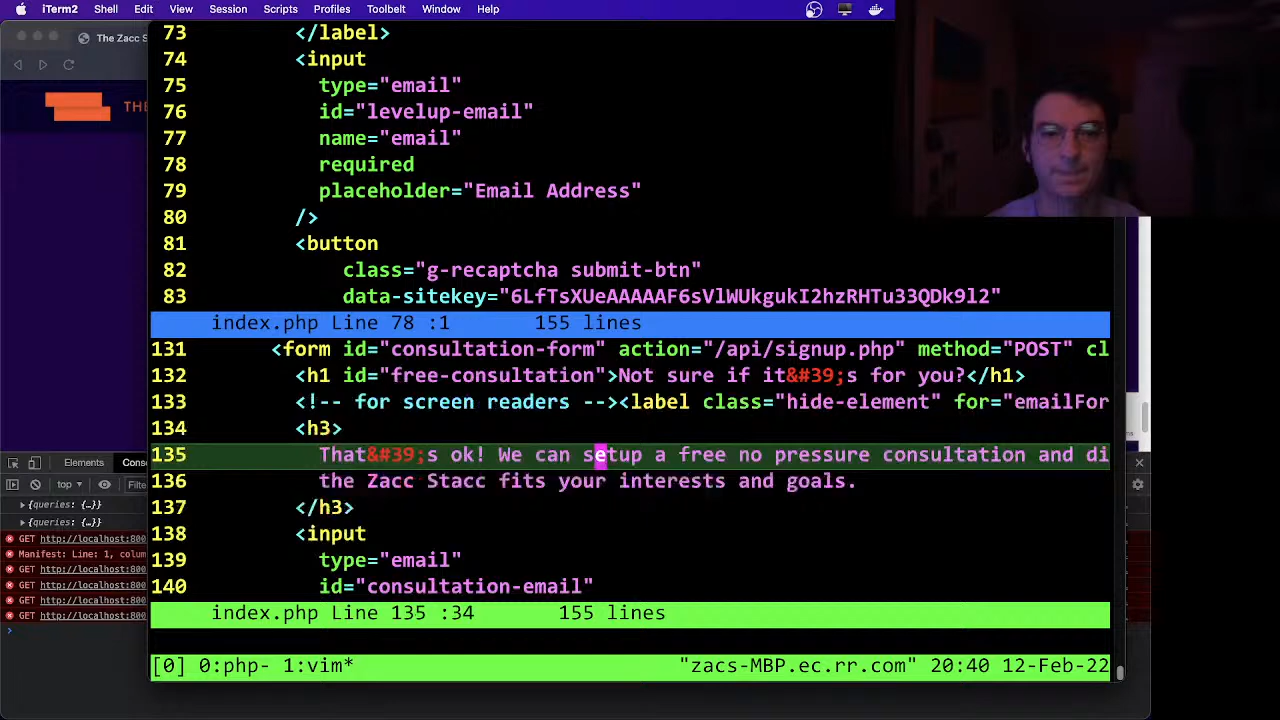 iTerm2 Shell Edit View Session Scripts Profiles Toolbelt Window Help
The Zacc S
THE
73 </label>
74 <input
75 type="email"
76 id="levelup-email"
77 name="email"
78 required
79 placeholder="Email Address"
80 />
81 <button
82 class="g-recaptcha submit-btn"
83 data-sitekey="6LfTsXUeAAAAAF6sVlWUkgukI2hzRHTu33QDk9l2"
index.php Line 78 :1 155 lines
131 <form id="consultation-form" action="/api/signup.php" method="POST" cl
132 <h1 id="free-consultation">Not sure if it&#39;s for you?</h1>
133 <!-- for screen readers --><label class="hide-element" for="emailFor
134 <h3>
135 That&#39;s ok! We can setup a free no pressure consultation and di
136 the Zacc Stacc fits your interests and goals.
137 </h3>
138 <input
139 type="email"
140 id="consultation-email"
index.php Line 135 :34 155 lines
[0] 0:php- 1:vim* "zacs-MBP.ec.rr.com" 20:40 12-Feb-22
Elements Conso
top Filte
{queries: {…}}
{queries: {…}}
GET http://localhost:800
Manifest: Line: 1, colum
GET http://localhost:800
GET http://localhost:800
GET http://localhost:800
GET http://localhost:800